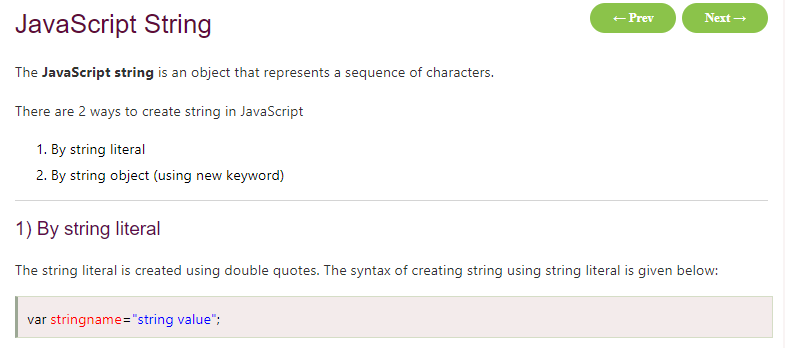 JavaScript String
← Prev
Next →
The JavaScript string is an object that represents a sequence of characters.
There are 2 ways to create string in JavaScript
1. By string literal
2. By string object (using new keyword)
1) By string literal
The string literal is created using double quotes. The syntax of creating string using string literal is given below:
var stringname="string value";